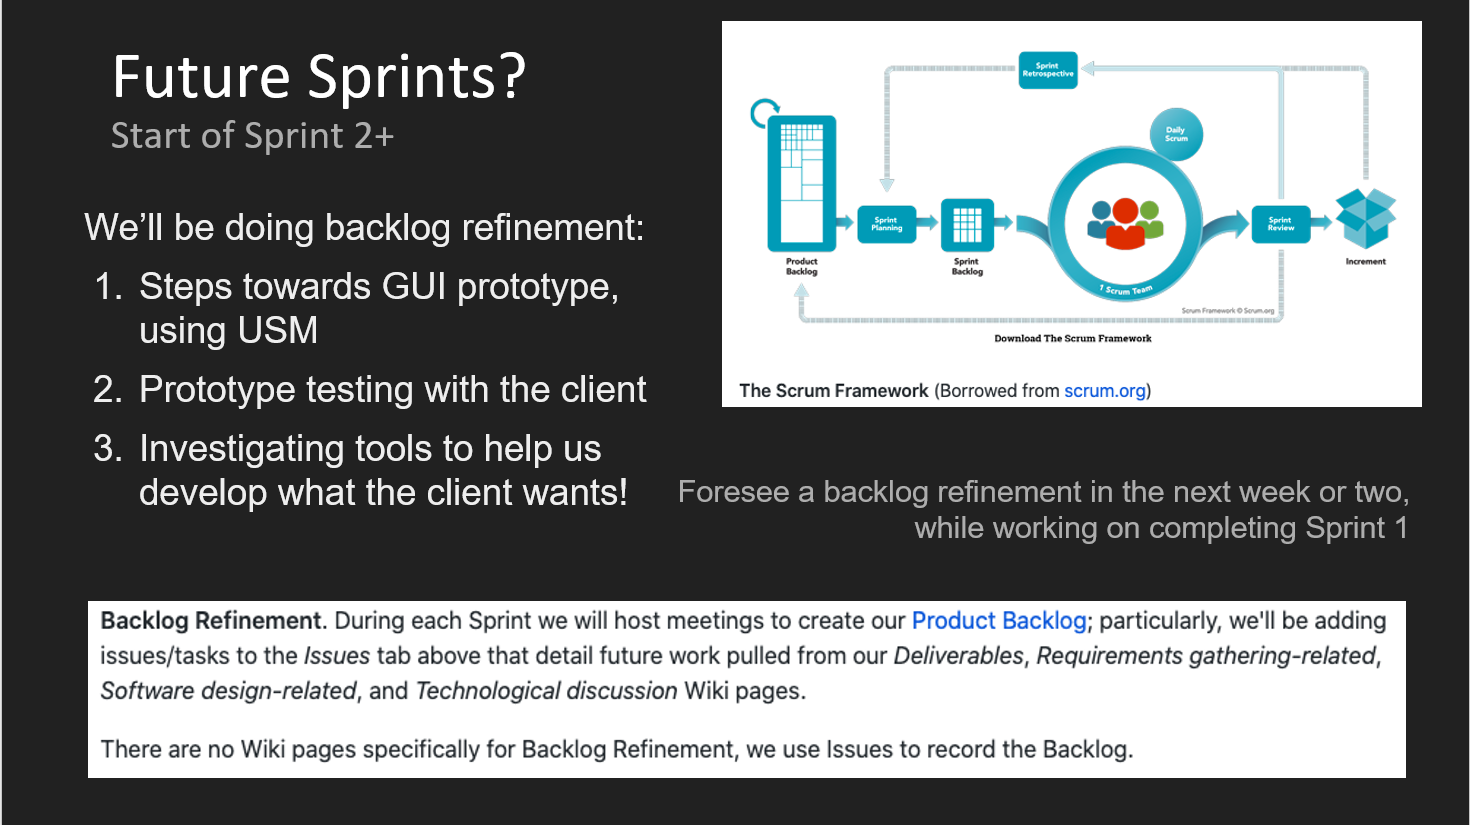 Future Sprints?
Start of Sprint 2+
We'll be doing backlog refinement:
1. Steps towards GUI prototype,
using USM
2. Prototype testing with the client
3. Investigating tools to help us
develop what the client wants!
Sprint
Retrospective
Daily
Scrum
Sprint
Planning
Sprint
Review
Product
Backlog
Sprint
Backlog
Increment
1 Scrum Team
Scrum Framework © Scrum.org
Download The Scrum Framework
The Scrum Framework (Borrowed from scrum.org)
Foresee a backlog refinement in the next week or two,
while working on completing Sprint 1
Backlog Refinement. During each Sprint we will host meetings to create our Product Backlog; particularly, we'll be adding
issues/tasks to the Issues tab above that detail future work pulled from our Deliverables, Requirements gathering-related,
Software design-related, and Technological discussion Wiki pages.
There are no Wiki pages specifically for Backlog Refinement, we use Issues to record the Backlog.